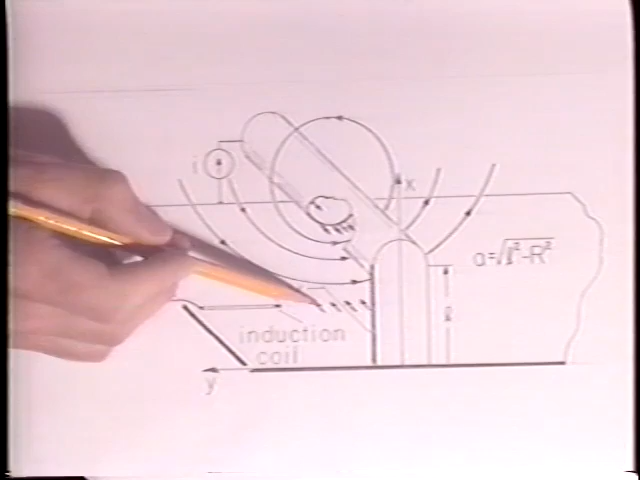 i
x
a=√l²-R²
l
induction
coil
y